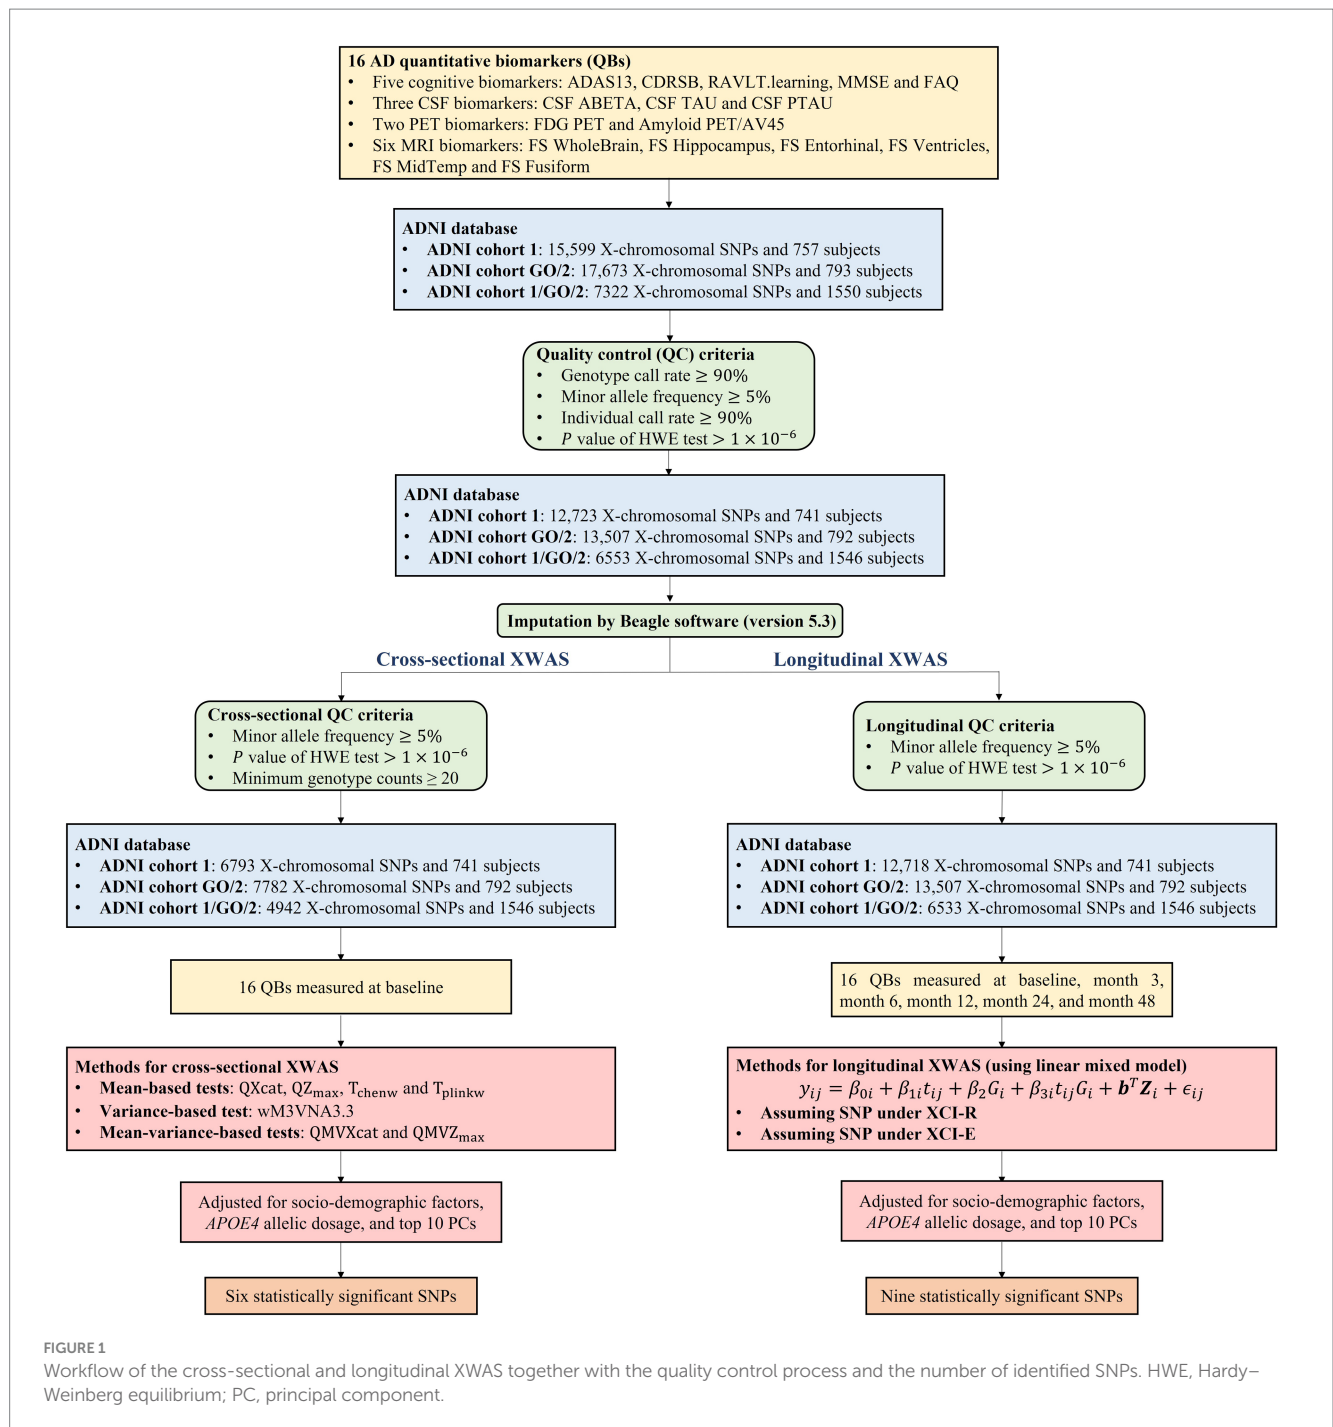 16 AD quantitative biomarkers (QBs)
• Five cognitive biomarkers: ADAS13, CDRSB, RAVLT.learning, MMSE and FAQ
• Three CSF biomarkers: CSF ABETA, CSF TAU and CSF PTAU
• Two PET biomarkers: FDG PET and Amyloid PET/AV45
• Six MRI biomarkers: FS WholeBrain, FS Hippocampus, FS Entorhinal, FS Ventricles,
FS MidTemp and FS Fusiform
ADNI database
• ADNI cohort 1: 15,599 X-chromosomal SNPs and 757 subjects
• ADNI cohort GO/2: 17,673 X-chromosomal SNPs and 793 subjects
• ADNI cohort 1/GO/2: 7322 X-chromosomal SNPs and 1550 subjects
Quality control (QC) criteria
• Genotype call rate ≥ 90%
• Minor allele frequency ≥ 5%
• Individual call rate ≥ 90%
• P value of HWE test > 1 × 10⁻⁶
ADNI database
• ADNI cohort 1: 12,723 X-chromosomal SNPs and 741 subjects
• ADNI cohort GO/2: 13,507 X-chromosomal SNPs and 792 subjects
• ADNI cohort 1/GO/2: 6553 X-chromosomal SNPs and 1546 subjects
Imputation by Beagle software (version 5.3)
Cross-sectional XWAS
Cross-sectional QC criteria
• Minor allele frequency ≥ 5%
• P value of HWE test > 1 × 10⁻⁶
• Minimum genotype counts ≥ 20
ADNI database
• ADNI cohort 1: 6793 X-chromosomal SNPs and 741 subjects
• ADNI cohort GO/2: 7782 X-chromosomal SNPs and 792 subjects
• ADNI cohort 1/GO/2: 4942 X-chromosomal SNPs and 1546 subjects
16 QBs measured at baseline
Methods for cross-sectional XWAS
• Mean-based tests: QXcat, QZ_max, T_chenw and T_plinkw
• Variance-based test: wM3VNA3.3
• Mean-variance-based tests: QMVXcat and QMVZ_max
Adjusted for socio-demographic factors,
APOE4 allelic dosage, and top 10 PCs
Six statistically significant SNPs
Longitudinal XWAS
Longitudinal QC criteria
• Minor allele frequency ≥ 5%
• P value of HWE test > 1 × 10⁻⁶
ADNI database
• ADNI cohort 1: 12,718 X-chromosomal SNPs and 741 subjects
• ADNI cohort GO/2: 13,507 X-chromosomal SNPs and 792 subjects
• ADNI cohort 1/GO/2: 6533 X-chromosomal SNPs and 1546 subjects
16 QBs measured at baseline, month 3,
month 6, month 12, month 24, and month 48
Methods for longitudinal XWAS (using linear mixed model)
y_ij = β_0i + β_1i t_ij + β_2 G_i + β_3i t_ij G_i + b^T Z_i + ϵ_ij
• Assuming SNP under XCI-R
• Assuming SNP under XCI-E
Adjusted for socio-demographic factors,
APOE4 allelic dosage, and top 10 PCs
Nine statistically significant SNPs
FIGURE 1
Workflow of the cross-sectional and longitudinal XWAS together with the quality control process and the number of identified SNPs. HWE, Hardy–
Weinberg equilibrium; PC, principal component.